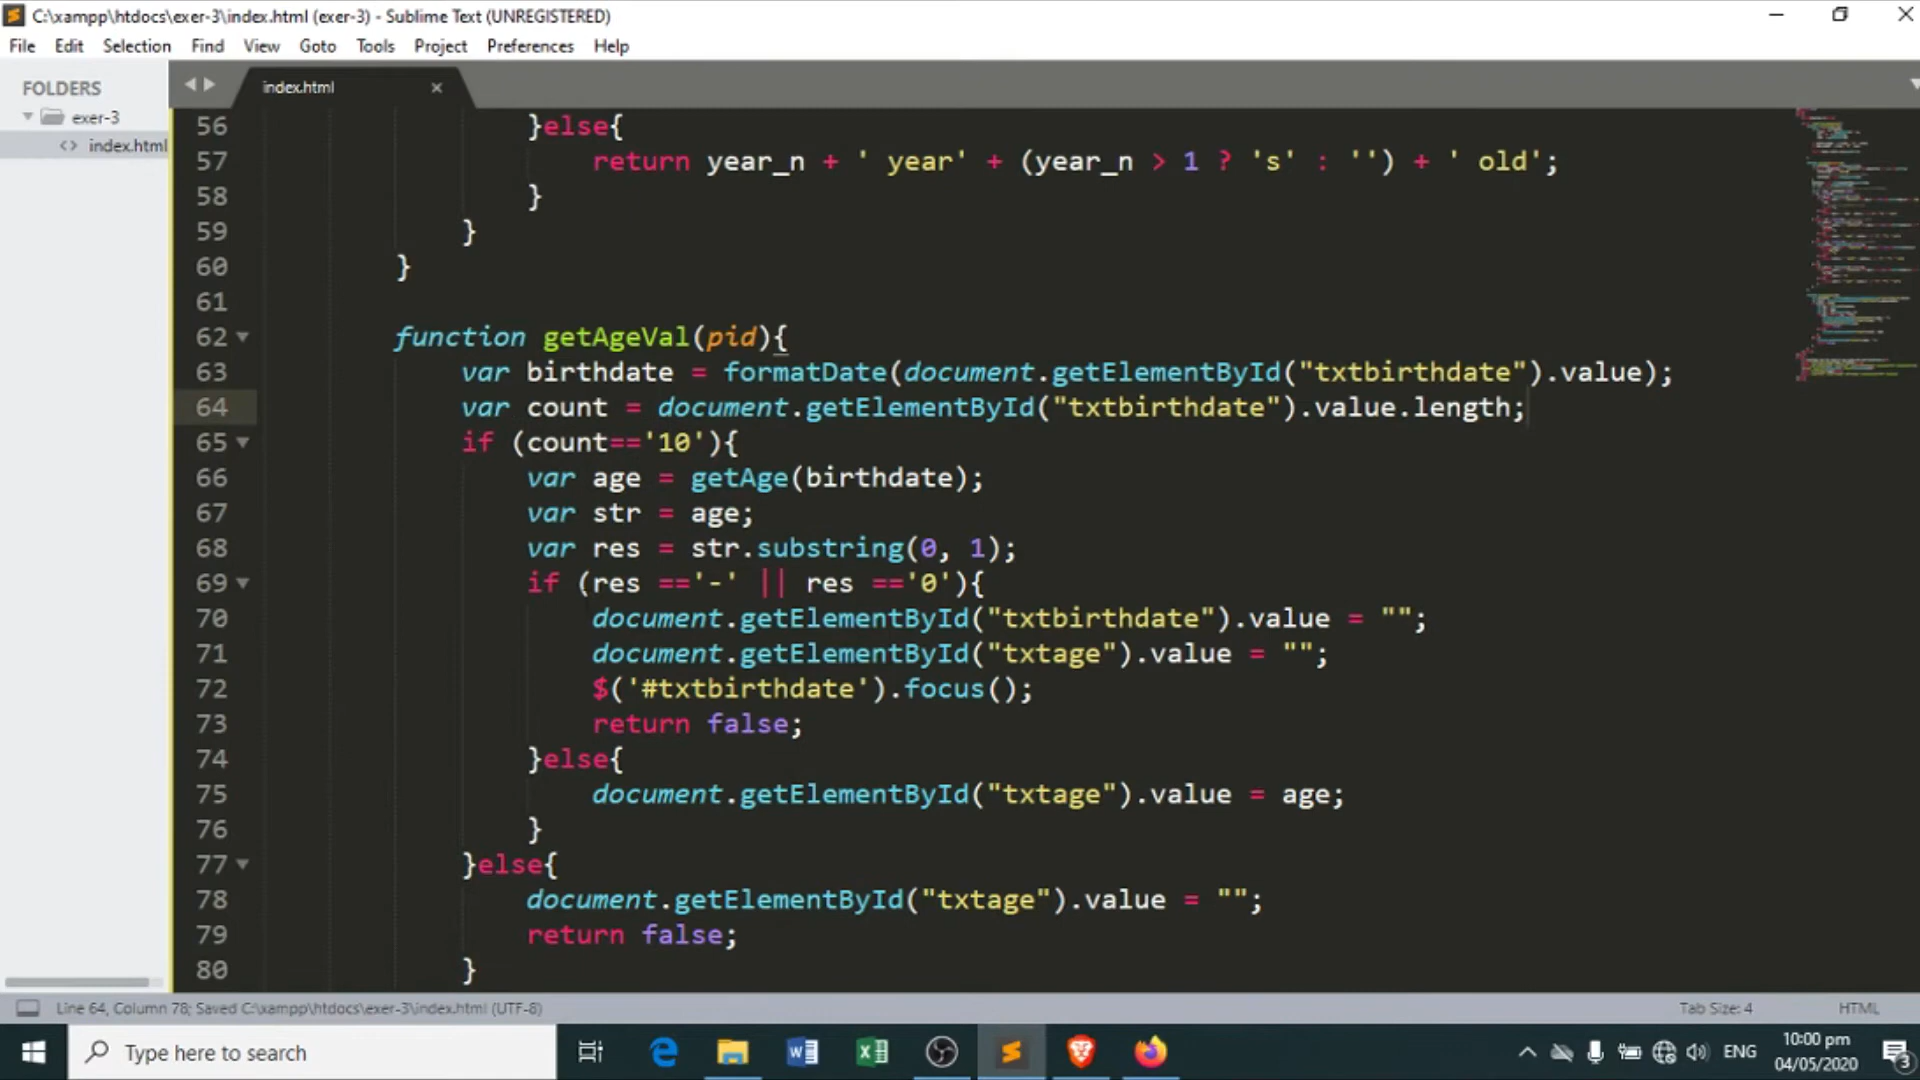 C:\xampp\htdocs\exer-3\index.html (exer-3) - Sublime Text (UNREGISTERED)
File Edit Selection Find View Goto Tools Project Preferences Help
FOLDERS
exer-3
index.html
index.html
56 }else{
57 return year_n + ' year' + (year_n > 1 ? 's' : '') + ' old';
58 }
59 }
60 }
61
62 function getAgeVal(pid){
63 var birthdate = formatDate(document.getElementById("txtbirthdate").value);
64 var count = document.getElementById("txtbirthdate").value.length;
65 if (count=='10'){
66 var age = getAge(birthdate);
67 var str = age;
68 var res = str.substring(0, 1);
69 if (res =='-' || res =='0'){
70 document.getElementById("txtbirthdate").value = "";
71 document.getElementById("txtage").value = "";
72 $('#txtbirthdate').focus();
73 return false;
74 }else{
75 document.getElementById("txtage").value = age;
76 }
77 }else{
78 document.getElementById("txtage").value = "";
79 return false;
80 }
Line 64, Column 78; Saved C:\xampp\htdocs\exer-3\index.html (UTF-8)
Tab Size: 4
HTML
Type here to search
ENG
10:00 pm
04/05/2020
3